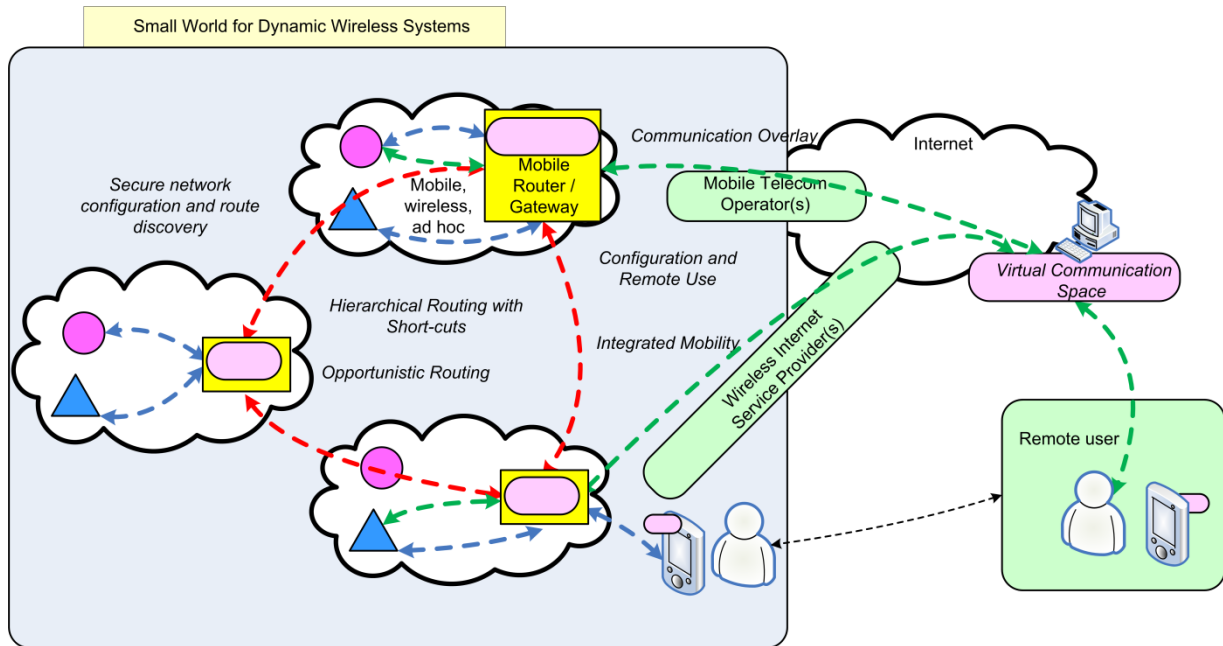 Small World for Dynamic Wireless Systems
Communication Overlay
Internet
Mobile
Router /
Gateway
Mobile,
wireless,
ad hoc
Secure network
configuration and route
discovery
Mobile Telecom
Operator(s)
Configuration and
Remote Use
Virtual Communication
Space
Hierarchical Routing with
Short-cuts
Integrated Mobility
Wireless Internet
Service Provider(s)
Opportunistic Routing
Remote user